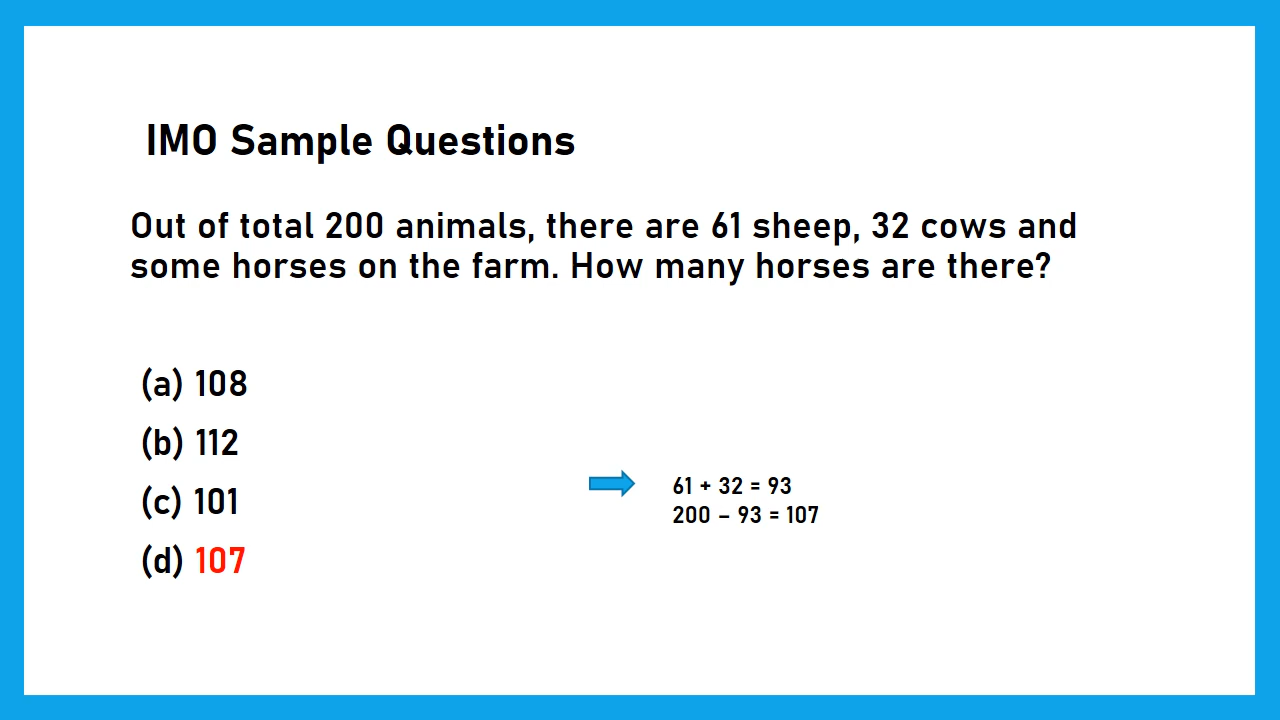 IMO Sample Questions
Out of total 200 animals, there are 61 sheep, 32 cows and
some horses on the farm. How many horses are there?
(a) 108
(b) 112
(c) 101
(d) 107
61 + 32 = 93
200 – 93 = 107